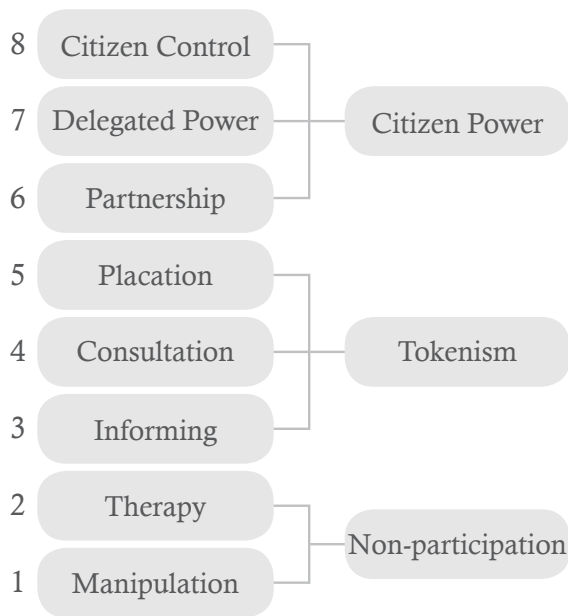 8 Citizen Control
7 Delegated Power Citizen Power
6 Partnership
5 Placation
4 Consultation Tokenism
3 Informing
2 Therapy
Non-participation
1 Manipulation